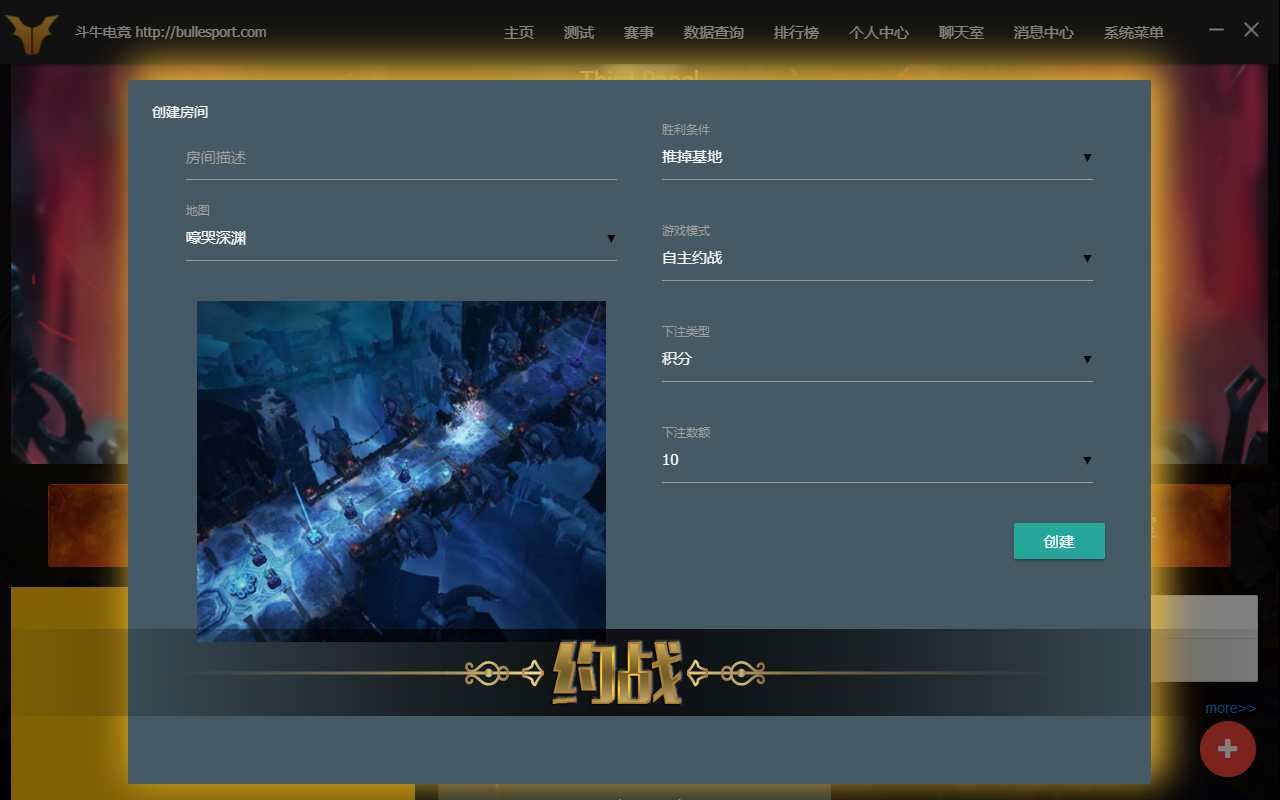 斗牛电竞 http://bullesport.com
主页 测试 赛事 数据查询 排行榜 个人中心 聊天室 消息中心 系统菜单
Third Panel
创建房间
房间描述
地图
嚎哭深渊
胜利条件
推掉基地
游戏模式
自主约战
下注类型
积分
下注数额
10
创建
约战
more>>